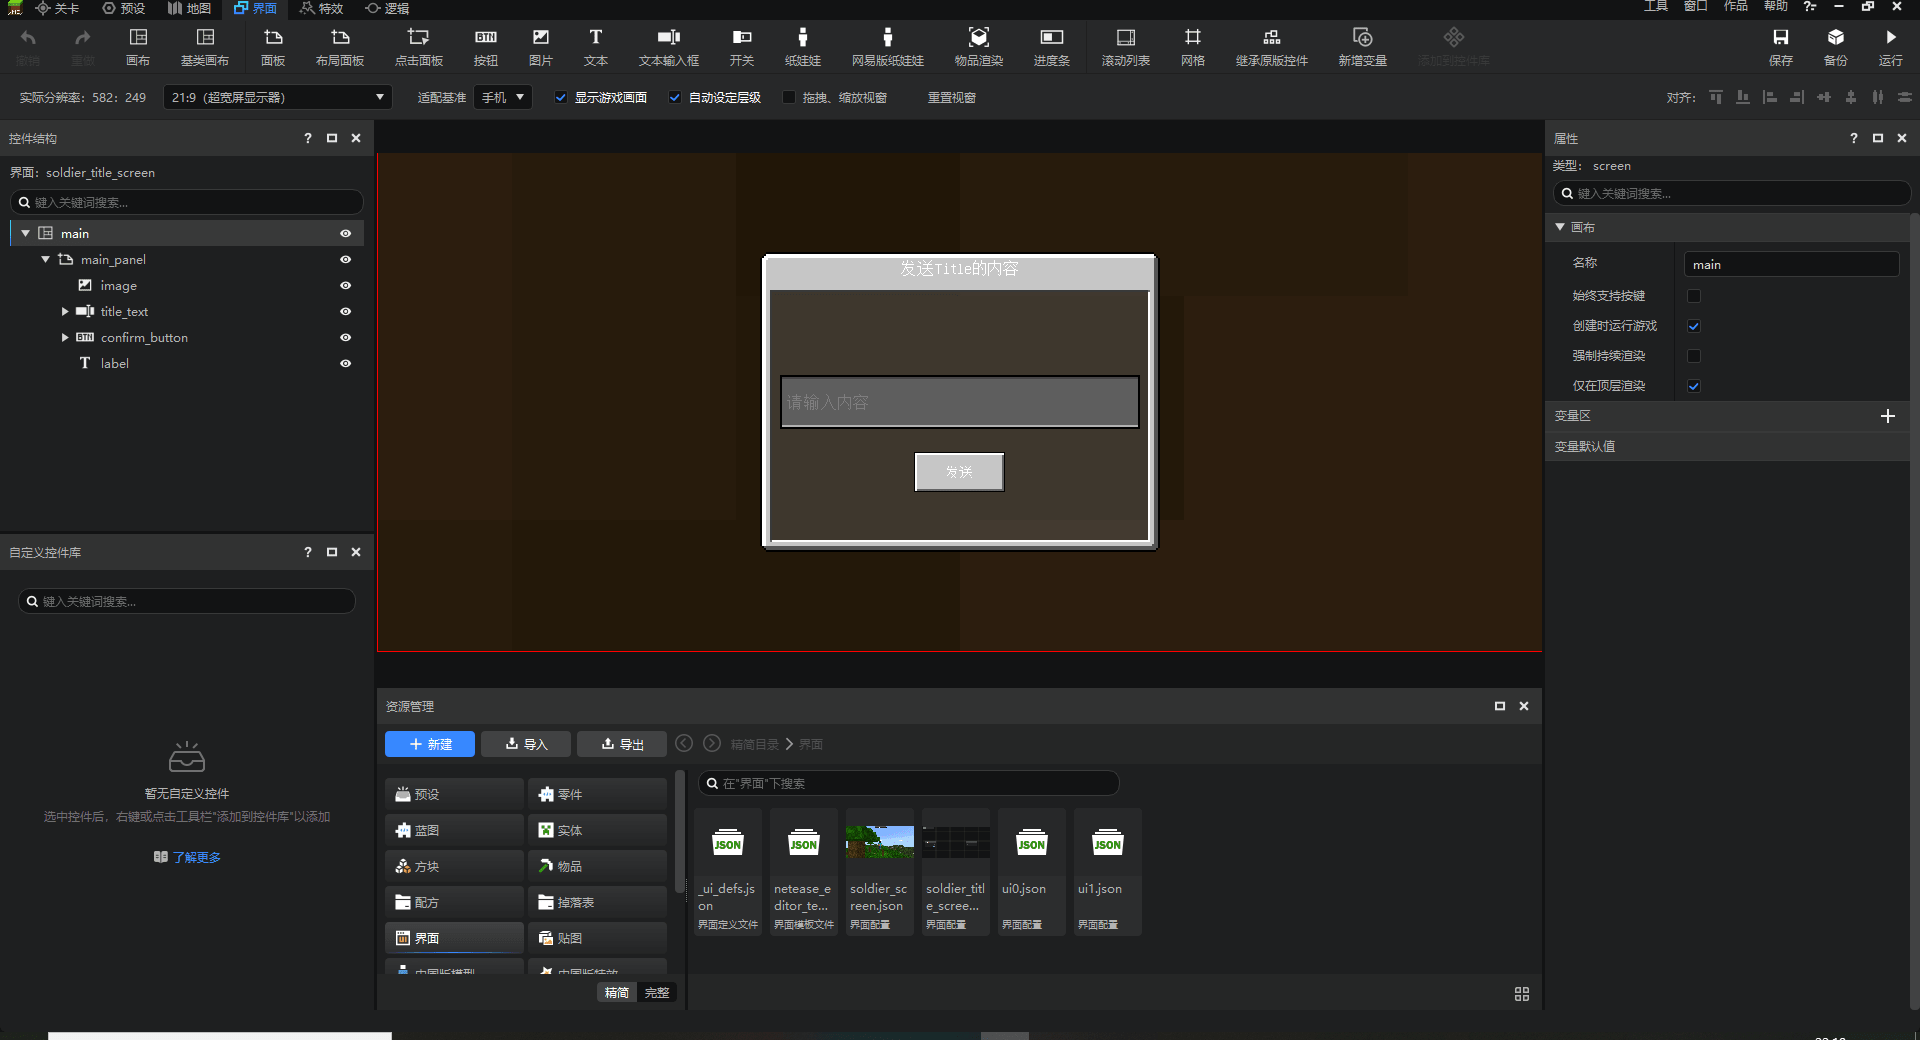 关卡 预设 地图 界面 特效 逻辑 工具 窗口 作品 帮助
撤销 重做 画布 基类画布 面板 布局面板 点击面板 按钮 图片 文本 文本输入框 开关 纸娃娃 网易版纸娃娃 物品渲染 进度条 滚动列表 网格 继承原版控件 新增变量 添加到控件库 保存 备份 运行
实际分辨率：582：249 21:9（超宽屏显示器） 适配基准 手机 显示游戏画面 自动设定层级 拖拽、缩放视窗 重置视窗 对齐：
控件结构
界面：soldier_title_screen
键入关键词搜索...
main
main_panel
image
title_text
confirm_button
label
自定义控件库
键入关键词搜索...
暂无自定义控件
选中控件后，右键或点击工具栏"添加到控件库"以添加
了解更多
发送Title的内容
请输入内容
发送
资源管理
新建 导入 导出 精简目录 界面
预设 零件
蓝图 实体
方块 物品
配方 掉落表
界面 贴图
中国版模型 中国版特效
精简 完整
在"界面"下搜索
JSON
_ui_defs.json
界面定义文件
JSON
netease_editor_te...
界面模板文件
soldier_screen.json
界面配置
soldier_title_scree...
界面配置
JSON
ui0.json
界面配置
JSON
ui1.json
界面配置
属性
类型： screen
键入关键词搜索...
画布
名称 main
始终支持按键
创建时运行游戏
强制持续渲染
仅在顶层渲染
变量区
变量默认值